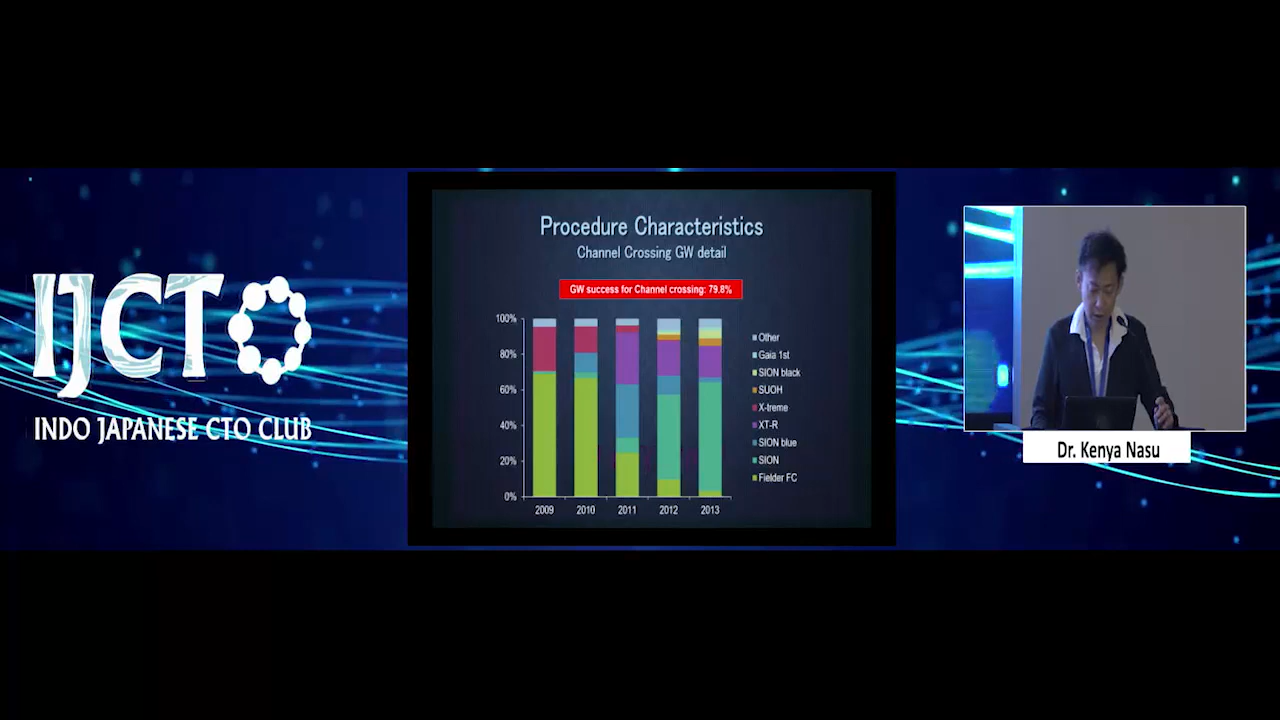 IJCTO
INDO JAPANESE CTO CLUB
Procedure Characteristics
Channel Crossing GW detail
GW success for Channel crossing: 79.8%
100%
80%
60%
40%
20%
0%
2009 2010 2011 2012 2013
Other
Gaia 1st
SION black
SUOH
X-treme
XT-R
SION blue
SION
Fielder FC
Dr. Kenya Nasu